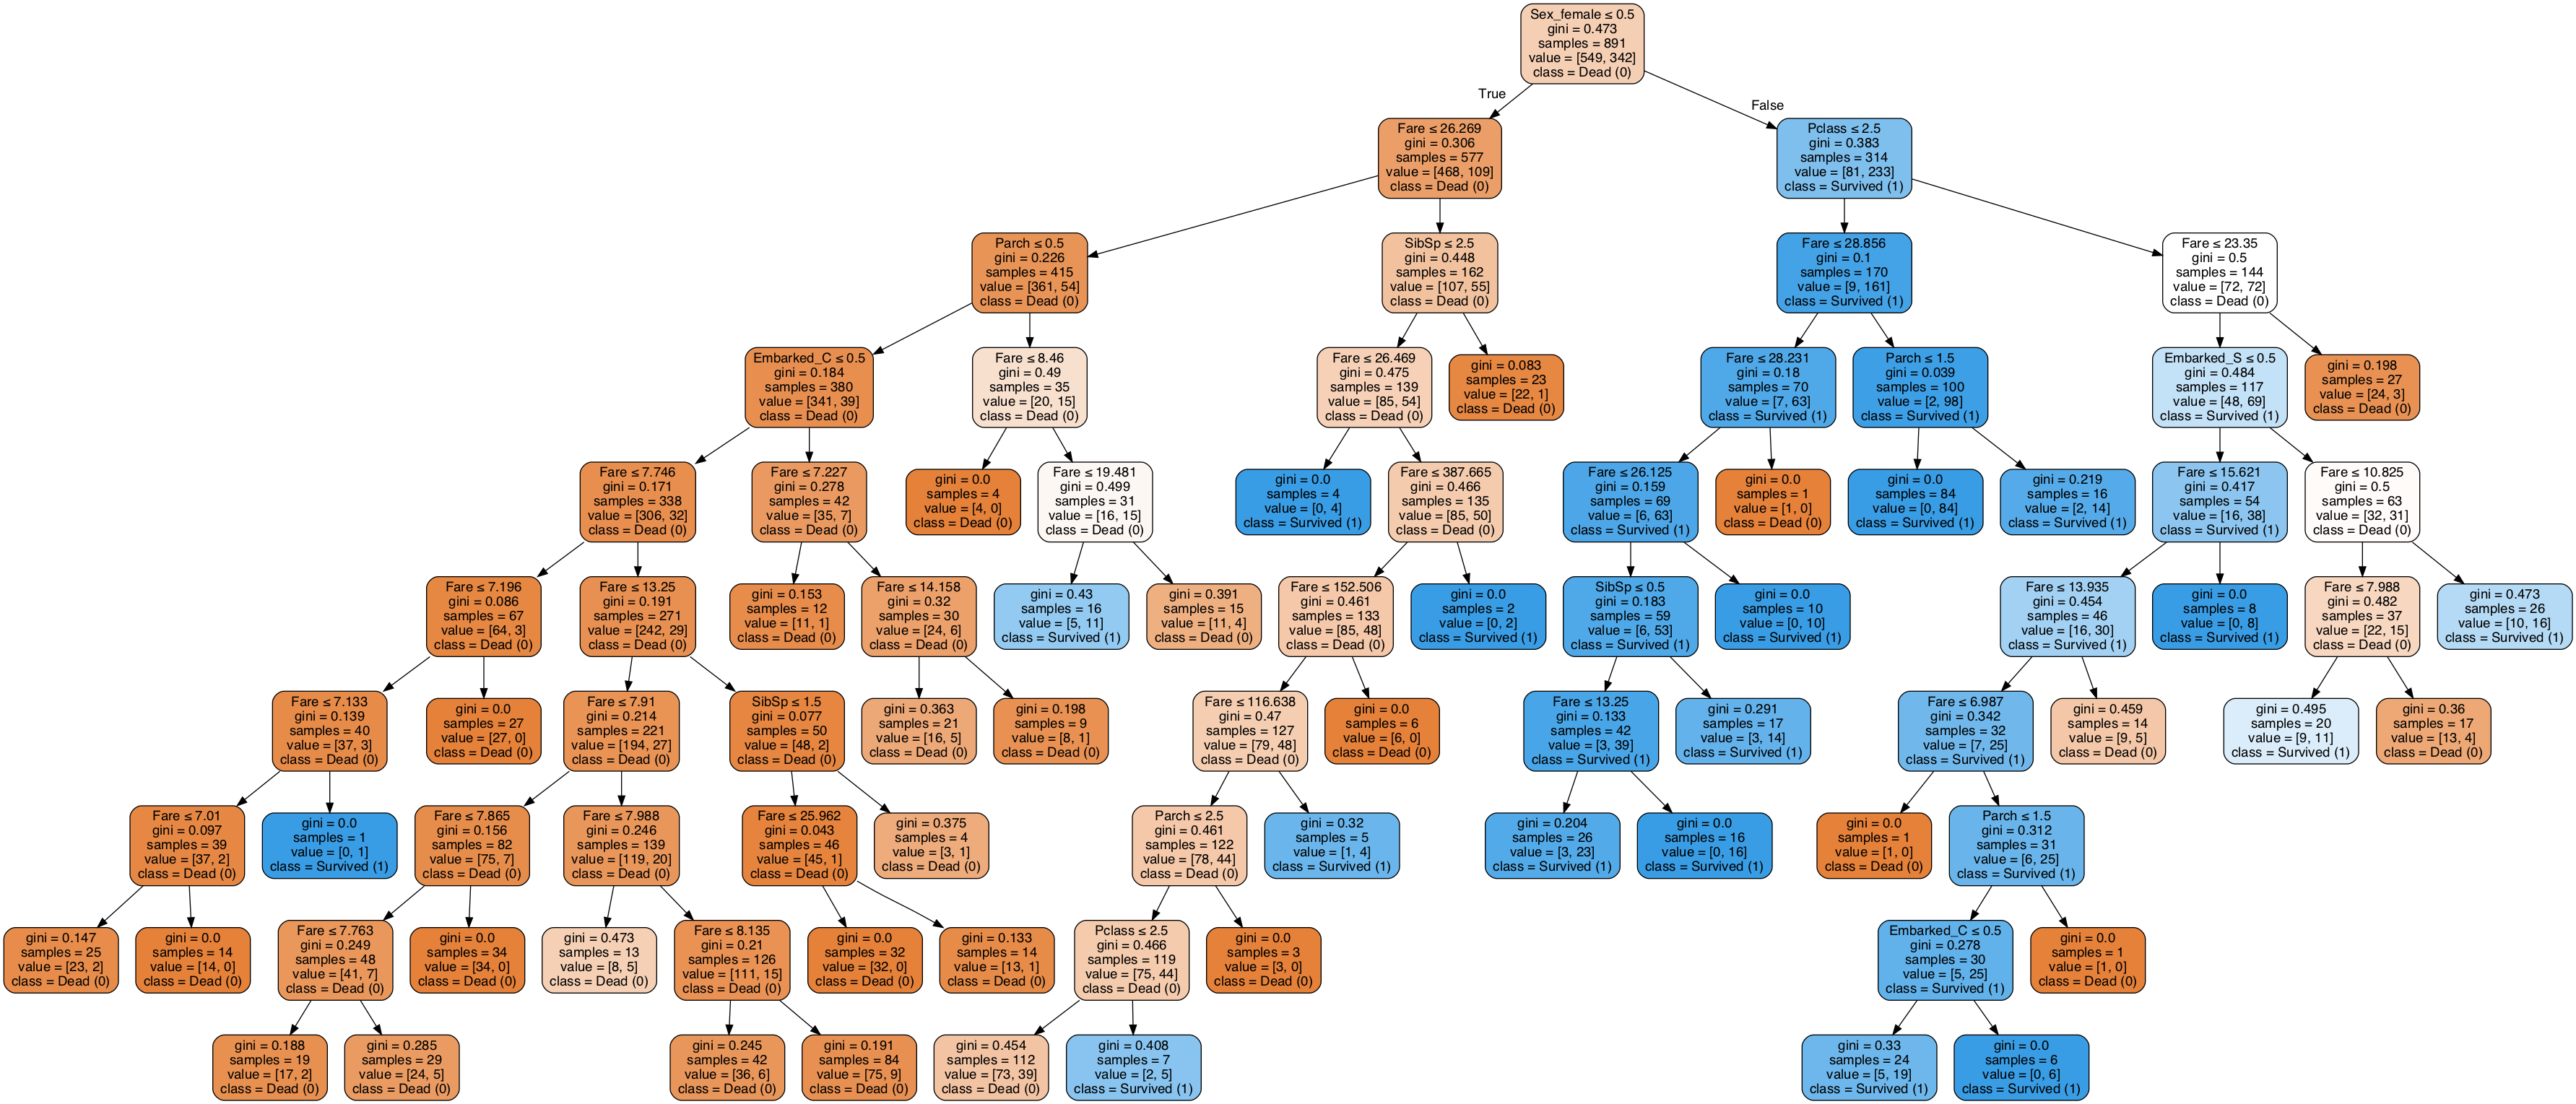 Sex_female ≤ 0.5
gini = 0.473
samples = 891
value = [549, 342]
class = Dead (0)
True
False
Fare ≤ 26.269
gini = 0.306
samples = 577
value = [468, 109]
class = Dead (0)
Pclass ≤ 2.5
gini = 0.383
samples = 314
value = [81, 233]
class = Survived (1)
Parch ≤ 0.5
gini = 0.226
samples = 415
value = [361, 54]
class = Dead (0)
SibSp ≤ 2.5
gini = 0.448
samples = 162
value = [107, 55]
class = Dead (0)
Fare ≤ 28.856
gini = 0.1
samples = 170
value = [9, 161]
class = Survived (1)
Fare ≤ 23.35
gini = 0.5
samples = 144
value = [72, 72]
class = Dead (0)
Embarked_C ≤ 0.5
gini = 0.184
samples = 380
value = [341, 39]
class = Dead (0)
Fare ≤ 8.46
gini = 0.49
samples = 35
value = [20, 15]
class = Dead (0)
Fare ≤ 26.469
gini = 0.475
samples = 139
value = [85, 54]
class = Dead (0)
gini = 0.083
samples = 23
value = [22, 1]
class = Dead (0)
Fare ≤ 28.231
gini = 0.18
samples = 70
value = [7, 63]
class = Survived (1)
Parch ≤ 1.5
gini = 0.039
samples = 100
value = [2, 98]
class = Survived (1)
Embarked_S ≤ 0.5
gini = 0.484
samples = 117
value = [48, 69]
class = Survived (1)
gini = 0.198
samples = 27
value = [24, 3]
class = Dead (0)
Fare ≤ 7.746
gini = 0.171
samples = 338
value = [306, 32]
class = Dead (0)
Fare ≤ 7.227
gini = 0.278
samples = 42
value = [35, 7]
class = Dead (0)
gini = 0.0
samples = 4
value = [4, 0]
class = Dead (0)
Fare ≤ 19.481
gini = 0.499
samples = 31
value = [16, 15]
class = Dead (0)
gini = 0.0
samples = 4
value = [0, 4]
class = Survived (1)
Fare ≤ 387.665
gini = 0.466
samples = 135
value = [85, 50]
class = Dead (0)
Fare ≤ 26.125
gini = 0.159
samples = 69
value = [6, 63]
class = Survived (1)
gini = 0.0
samples = 1
value = [1, 0]
class = Dead (0)
gini = 0.0
samples = 84
value = [0, 84]
class = Survived (1)
gini = 0.219
samples = 16
value = [2, 14]
class = Survived (1)
Fare ≤ 15.621
gini = 0.417
samples = 54
value = [16, 38]
class = Survived (1)
Fare ≤ 10.825
gini = 0.5
samples = 63
value = [32, 31]
class = Dead (0)
Fare ≤ 7.196
gini = 0.086
samples = 67
value = [64, 3]
class = Dead (0)
Fare ≤ 13.25
gini = 0.191
samples = 271
value = [242, 29]
class = Dead (0)
gini = 0.153
samples = 12
value = [11, 1]
class = Dead (0)
Fare ≤ 14.158
gini = 0.32
samples = 30
value = [24, 6]
class = Dead (0)
gini = 0.43
samples = 16
value = [5, 11]
class = Survived (1)
gini = 0.391
samples = 15
value = [11, 4]
class = Dead (0)
Fare ≤ 152.506
gini = 0.461
samples = 133
value = [85, 48]
class = Dead (0)
gini = 0.0
samples = 2
value = [0, 2]
class = Survived (1)
SibSp ≤ 0.5
gini = 0.183
samples = 59
value = [6, 53]
class = Survived (1)
gini = 0.0
samples = 10
value = [0, 10]
class = Survived (1)
Fare ≤ 13.935
gini = 0.454
samples = 46
value = [16, 30]
class = Survived (1)
gini = 0.0
samples = 8
value = [0, 8]
class = Survived (1)
Fare ≤ 7.988
gini = 0.482
samples = 37
value = [22, 15]
class = Dead (0)
gini = 0.473
samples = 26
value = [10, 16]
class = Survived (1)
Fare ≤ 7.133
gini = 0.139
samples = 40
value = [37, 3]
class = Dead (0)
gini = 0.0
samples = 27
value = [27, 0]
class = Dead (0)
Fare ≤ 7.91
gini = 0.214
samples = 221
value = [194, 27]
class = Dead (0)
SibSp ≤ 1.5
gini = 0.077
samples = 50
value = [48, 2]
class = Dead (0)
gini = 0.363
samples = 21
value = [16, 5]
class = Dead (0)
gini = 0.198
samples = 9
value = [8, 1]
class = Dead (0)
Fare ≤ 116.638
gini = 0.47
samples = 127
value = [79, 48]
class = Dead (0)
gini = 0.0
samples = 6
value = [6, 0]
class = Dead (0)
Fare ≤ 13.25
gini = 0.133
samples = 42
value = [3, 39]
class = Survived (1)
gini = 0.291
samples = 17
value = [3, 14]
class = Survived (1)
Fare ≤ 6.987
gini = 0.342
samples = 32
value = [7, 25]
class = Survived (1)
gini = 0.459
samples = 14
value = [9, 5]
class = Dead (0)
gini = 0.495
samples = 20
value = [9, 11]
class = Survived (1)
gini = 0.36
samples = 17
value = [13, 4]
class = Dead (0)
Fare ≤ 7.01
gini = 0.097
samples = 39
value = [37, 2]
class = Dead (0)
gini = 0.0
samples = 1
value = [0, 1]
class = Survived (1)
Fare ≤ 7.865
gini = 0.156
samples = 82
value = [75, 7]
class = Dead (0)
Fare ≤ 7.988
gini = 0.246
samples = 139
value = [119, 20]
class = Dead (0)
Fare ≤ 25.962
gini = 0.043
samples = 46
value = [45, 1]
class = Dead (0)
gini = 0.375
samples = 4
value = [3, 1]
class = Dead (0)
Parch ≤ 2.5
gini = 0.461
samples = 122
value = [78, 44]
class = Dead (0)
gini = 0.32
samples = 5
value = [1, 4]
class = Survived (1)
gini = 0.204
samples = 26
value = [3, 23]
class = Survived (1)
gini = 0.0
samples = 16
value = [0, 16]
class = Survived (1)
gini = 0.0
samples = 1
value = [1, 0]
class = Dead (0)
Parch ≤ 1.5
gini = 0.312
samples = 31
value = [6, 25]
class = Survived (1)
gini = 0.147
samples = 25
value = [23, 2]
class = Dead (0)
gini = 0.0
samples = 14
value = [14, 0]
class = Dead (0)
Fare ≤ 7.763
gini = 0.249
samples = 48
value = [41, 7]
class = Dead (0)
gini = 0.0
samples = 34
value = [34, 0]
class = Dead (0)
gini = 0.473
samples = 13
value = [8, 5]
class = Dead (0)
Fare ≤ 8.135
gini = 0.21
samples = 126
value = [111, 15]
class = Dead (0)
gini = 0.0
samples = 32
value = [32, 0]
class = Dead (0)
gini = 0.133
samples = 14
value = [13, 1]
class = Dead (0)
Pclass ≤ 2.5
gini = 0.466
samples = 119
value = [75, 44]
class = Dead (0)
gini = 0.0
samples = 3
value = [3, 0]
class = Dead (0)
Embarked_C ≤ 0.5
gini = 0.278
samples = 30
value = [5, 25]
class = Survived (1)
gini = 0.0
samples = 1
value = [1, 0]
class = Dead (0)
gini = 0.188
samples = 19
value = [17, 2]
class = Dead (0)
gini = 0.285
samples = 29
value = [24, 5]
class = Dead (0)
gini = 0.245
samples = 42
value = [36, 6]
class = Dead (0)
gini = 0.191
samples = 84
value = [75, 9]
class = Dead (0)
gini = 0.454
samples = 112
value = [73, 39]
class = Dead (0)
gini = 0.408
samples = 7
value = [2, 5]
class = Survived (1)
gini = 0.33
samples = 24
value = [5, 19]
class = Survived (1)
gini = 0.0
samples = 6
value = [0, 6]
class = Survived (1)